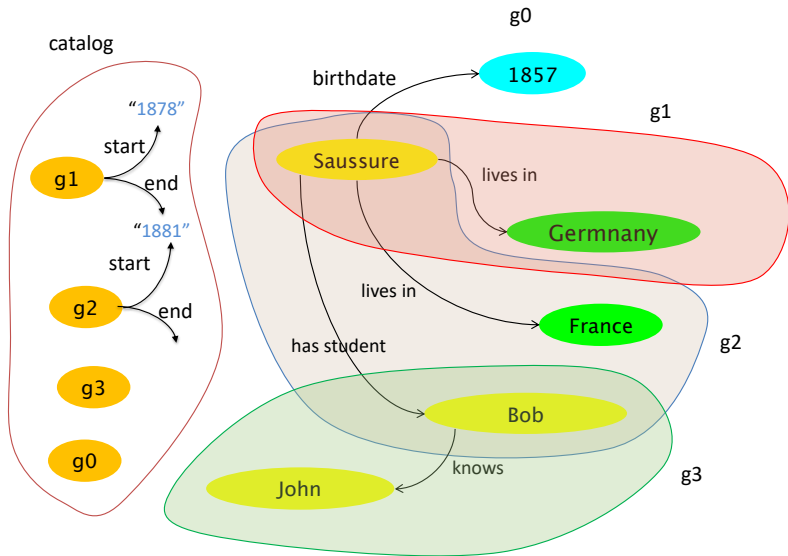 g0
catalog
birthdate
1857
"1878"
g1
start
Saussure
lives in
g1
end
"1881"
Germnany
start
lives in
g2
end
France
has student
g2
g3
Bob
g0
knows
g3
John